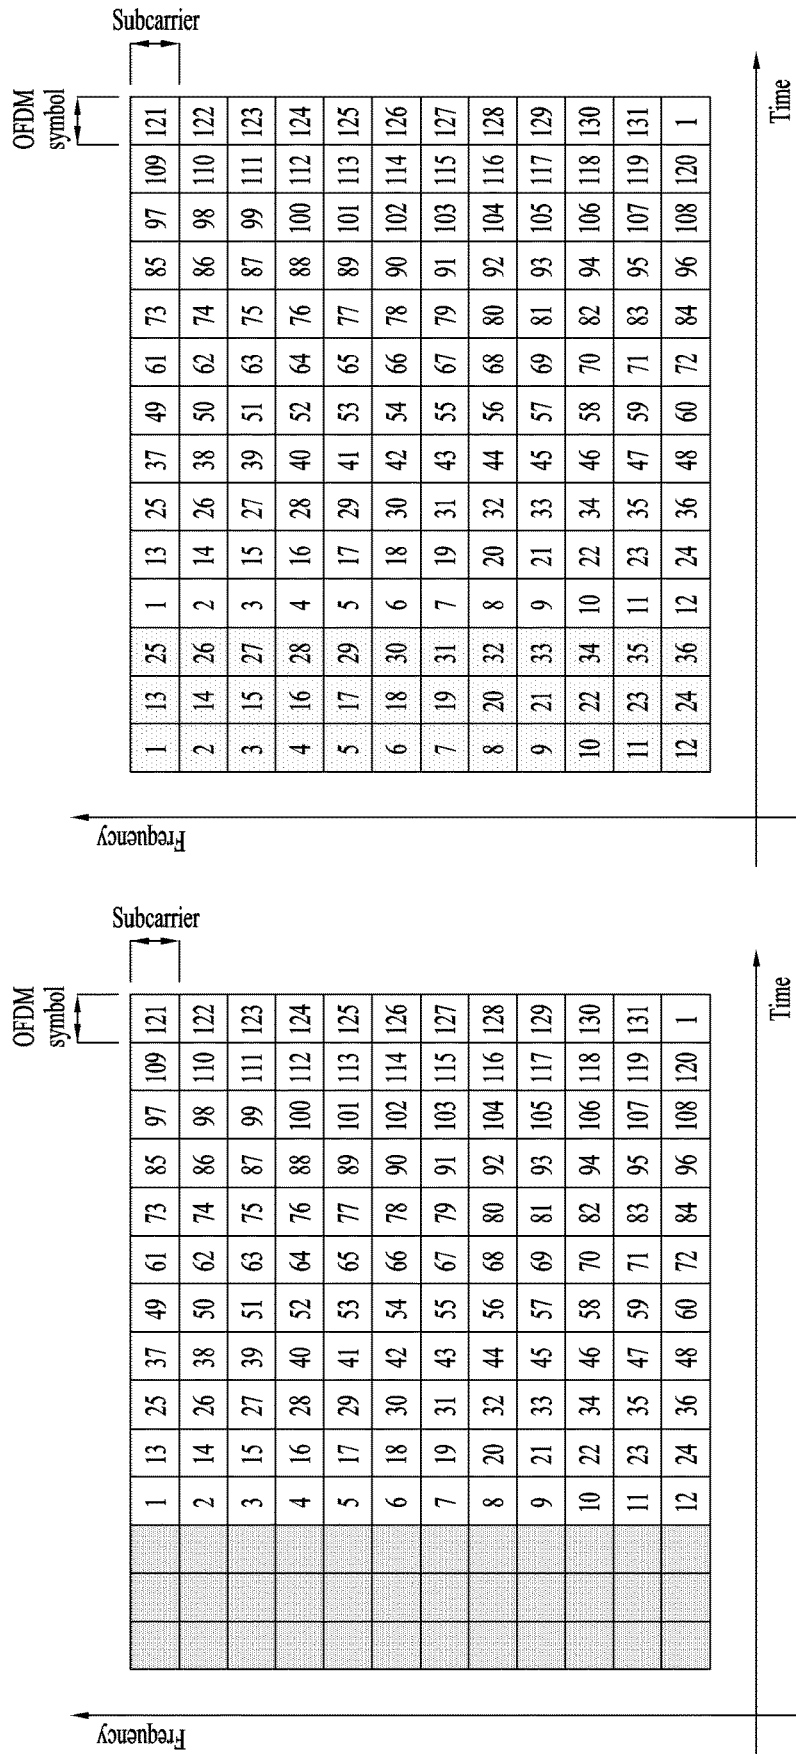 Subcarrier
OFDM
symbol
1 13 25 1 13 25 37 49 61 73 85 97 109 121
2 14 26 2 14 26 38 50 62 74 86 98 110 122
3 15 27 3 15 27 39 51 63 75 87 99 111 123
4 16 28 4 16 28 40 52 64 76 88 100 112 124
5 17 29 5 17 29 41 53 65 77 89 101 113 125
6 18 30 6 18 30 42 54 66 78 90 102 114 126
7 19 31 7 19 31 43 55 67 79 91 103 115 127
8 20 32 8 20 32 44 56 68 80 92 104 116 128
9 21 33 9 21 33 45 57 69 81 93 105 117 129
10 22 34 10 22 34 46 58 70 82 94 106 118 130
11 23 35 11 23 35 47 59 71 83 95 107 119 131
12 24 36 12 24 36 48 60 72 84 96 108 120 1
Time
Frequency
Subcarrier
OFDM
symbol
1 13 25 37 49 61 73 85 97 109 121
2 14 26 38 50 62 74 86 98 110 122
3 15 27 39 51 63 75 87 99 111 123
4 16 28 40 52 64 76 88 100 112 124
5 17 29 41 53 65 77 89 101 113 125
6 18 30 42 54 66 78 90 102 114 126
7 19 31 43 55 67 79 91 103 115 127
8 20 32 44 56 68 80 92 104 116 128
9 21 33 45 57 69 81 93 105 117 129
10 22 34 46 58 70 82 94 106 118 130
11 23 35 47 59 71 83 95 107 119 131
12 24 36 48 60 72 84 96 108 120 1
Time
Frequency